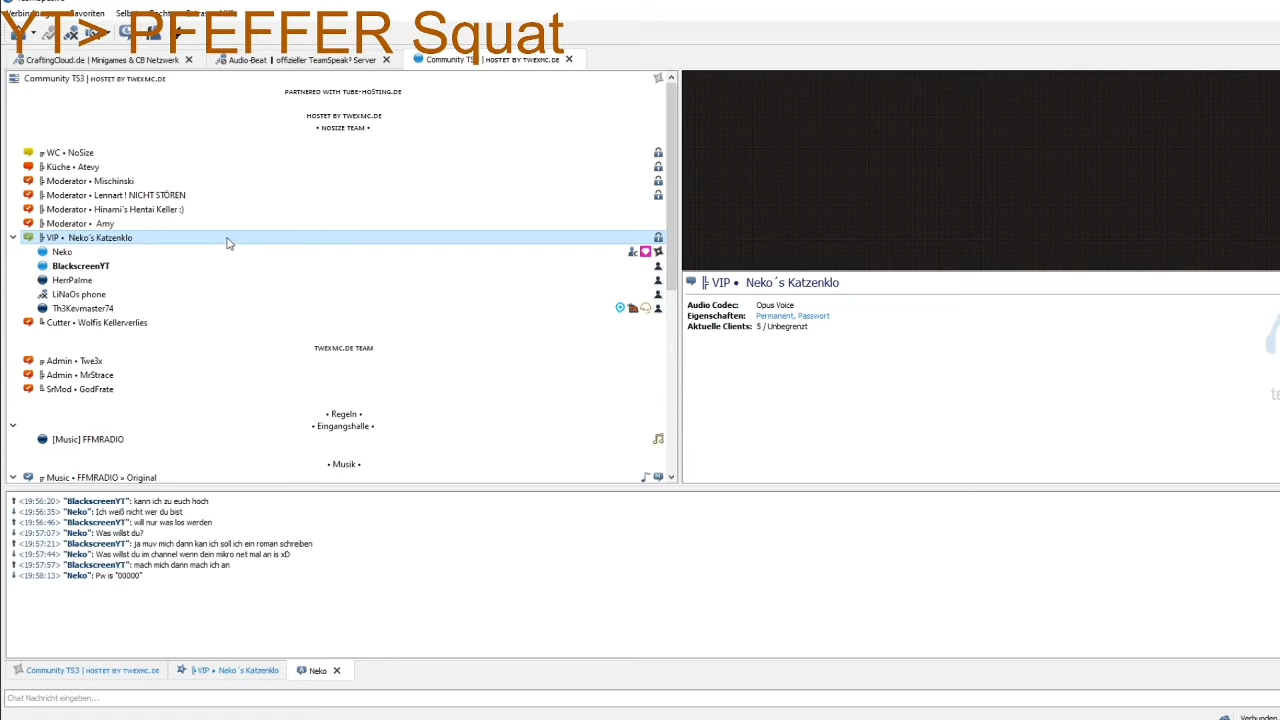 YT> PFEFFER Squat
CraftingCloud.de | Minigames & CB Netzwerk
Audio-Beat | offizieller TeamSpeak³ Server
Community TS3 | HOSTET BY TWEXMC.DE
Community TS3 | HOSTET BY TWEXMC.DE
PARTNERED WITH TUBE-HOSTING.DE
HOSTET BY TWEXMC.DE
• NOSIZE TEAM •
╔ WC • NoSize
╠ Küche • Atevy
╠ Moderator • Mischinski
╠ Moderator • Lennart ! NICHT STÖREN
╠ Moderator • Hinami´s Hentai Keller :)
╠ Moderator • Amy
╠ VIP • Neko´s Katzenklo
Neko
BlackscreenYT
HerrPalme
LiNaOs phone
Th3Kevmaster74
╚ Cutter • Wolfis Kellerverlies
TWEXMC.DE TEAM
╔ Admin • Twe3x
╠ Admin • MrStrace
╚ SrMod • GodFrate
• Regeln •
• Eingangshalle •
[Music] FFMRADIO
• Musik •
╔ Music • FFMRADIO » Original
╠ VIP • Neko´s Katzenklo
Audio Codec: Opus Voice
Eigenschaften: Permanent, Passwort
Aktuelle Clients: 5 / Unbegrenzt
<19:56:20> "BlackscreenYT": kann ich zu euch hoch
<19:56:35> "Neko": Ich weiß nicht wer du bist
<19:56:46> "BlackscreenYT": will nur was los werden
<19:57:07> "Neko": Was willst du?
<19:57:21> "BlackscreenYT": ja muv mich dann kan ich soll ich ein roman schreiben
<19:57:44> "Neko": Was willst du im channel wenn dein mikro net mal an is xD
<19:57:57> "BlackscreenYT": mach mich dann mach ich an
<19:58:13> "Neko": Pw is "00000"
Community TS3 | HOSTET BY TWEXMC.DE
╠ VIP • Neko´s Katzenklo
Neko
Chat Nachricht eingeben...